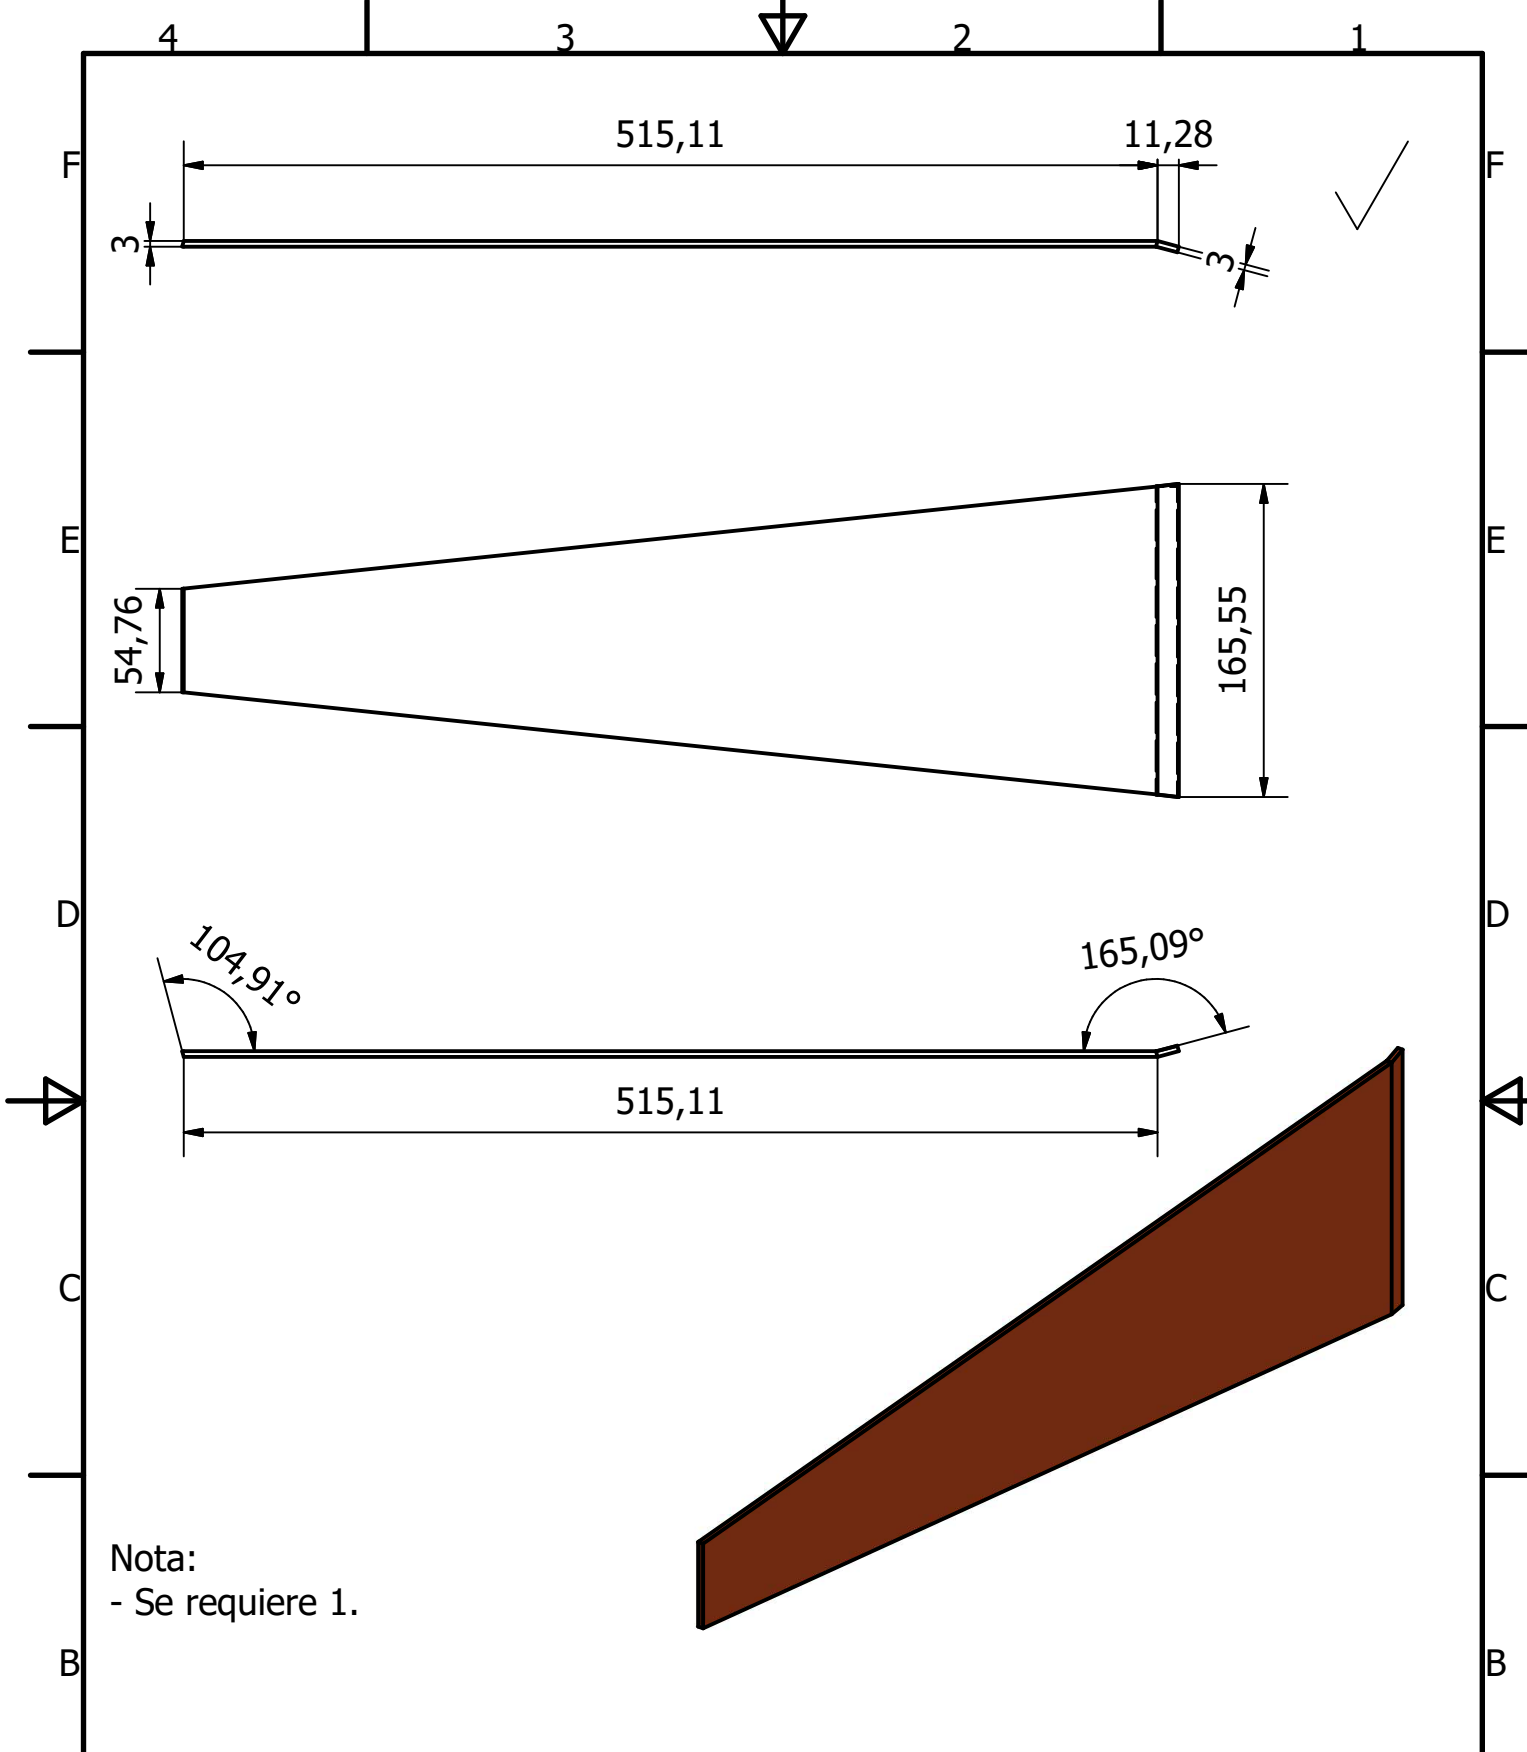 4 3 2 1
515,11 11,28
F F
3 3
E E
54,76 165,55
D D
104,91° 165,09°
515,11
C C
Nota:
- Se requiere 1.
B B